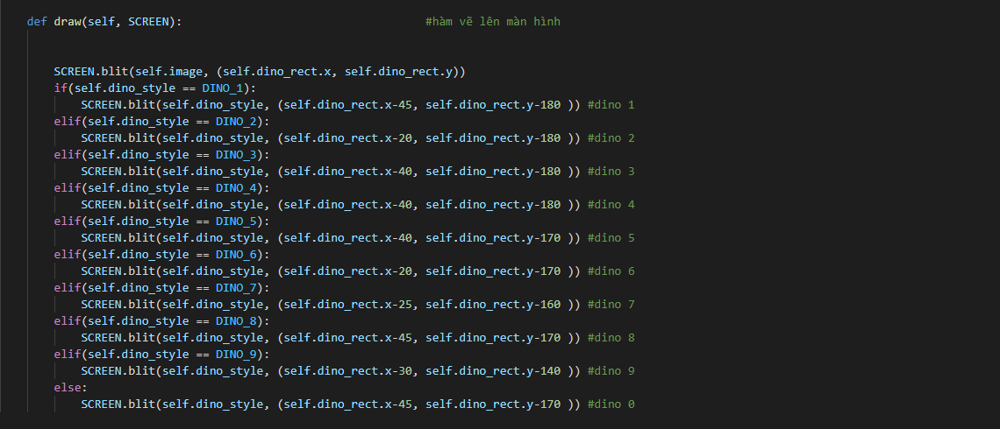 def draw(self, SCREEN): #hàm vẽ lên màn hình
SCREEN.blit(self.image, (self.dino_rect.x, self.dino_rect.y))
if(self.dino_style == DINO_1):
SCREEN.blit(self.dino_style, (self.dino_rect.x-45, self.dino_rect.y-180 )) #dino 1
elif(self.dino_style == DINO_2):
SCREEN.blit(self.dino_style, (self.dino_rect.x-20, self.dino_rect.y-180 )) #dino 2
elif(self.dino_style == DINO_3):
SCREEN.blit(self.dino_style, (self.dino_rect.x-40, self.dino_rect.y-180 )) #dino 3
elif(self.dino_style == DINO_4):
SCREEN.blit(self.dino_style, (self.dino_rect.x-40, self.dino_rect.y-180 )) #dino 4
elif(self.dino_style == DINO_5):
SCREEN.blit(self.dino_style, (self.dino_rect.x-40, self.dino_rect.y-170 )) #dino 5
elif(self.dino_style == DINO_6):
SCREEN.blit(self.dino_style, (self.dino_rect.x-20, self.dino_rect.y-170 )) #dino 6
elif(self.dino_style == DINO_7):
SCREEN.blit(self.dino_style, (self.dino_rect.x-25, self.dino_rect.y-160 )) #dino 7
elif(self.dino_style == DINO_8):
SCREEN.blit(self.dino_style, (self.dino_rect.x-45, self.dino_rect.y-170 )) #dino 8
elif(self.dino_style == DINO_9):
SCREEN.blit(self.dino_style, (self.dino_rect.x-30, self.dino_rect.y-140 )) #dino 9
else:
SCREEN.blit(self.dino_style, (self.dino_rect.x-45, self.dino_rect.y-170 )) #dino 0